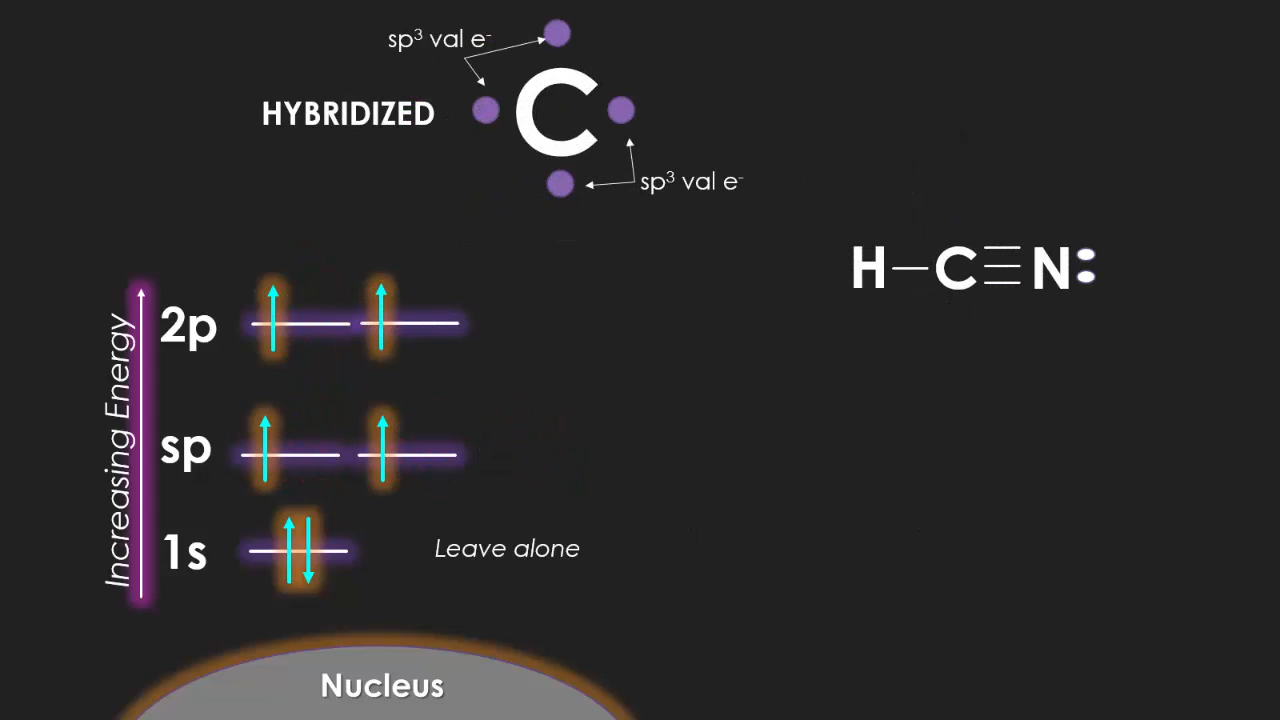 sp³ val e⁻
HYBRIDIZED
C
sp³ val e⁻
H—C≡N:
Increasing Energy
2p
sp
1s
Leave alone
Nucleus